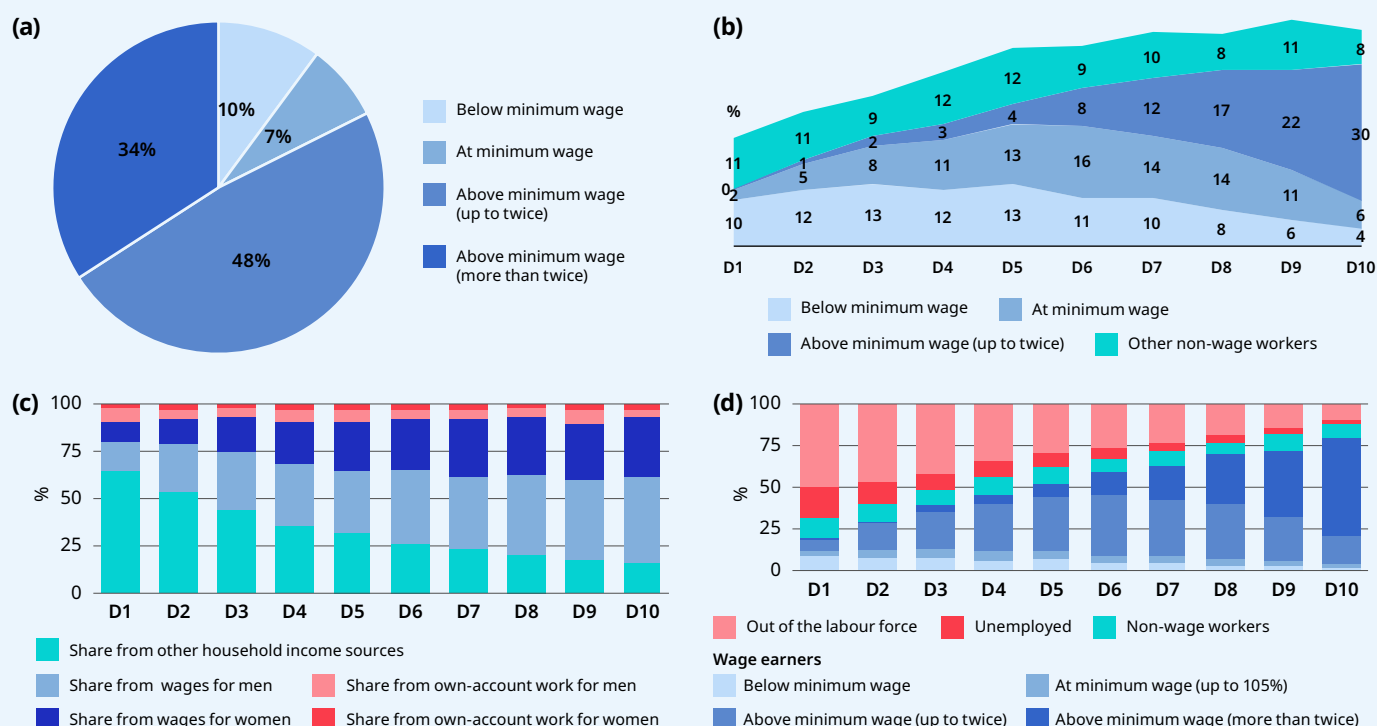 (a)
10%
7%
34%
48%
Below minimum wage
At minimum wage
Above minimum wage
(up to twice)
Above minimum wage
(more than twice)
(b)
%
11 11 9 12 12 9 10 8 11 8
0 1 2 3 4 8 12 17 22 30
2 5 8 11 13 16 14 14 11 6
10 12 13 12 13 11 10 8 6 4
D1 D2 D3 D4 D5 D6 D7 D8 D9 D10
Below minimum wage
At minimum wage
Above minimum wage (up to twice)
Other non-wage workers
(c)
%
100
75
50
25
0
D1 D2 D3 D4 D5 D6 D7 D8 D9 D10
Share from other household income sources
Share from wages for men
Share from own-account work for men
Share from wages for women
Share from own-account work for women
(d)
%
100
75
50
25
0
D1 D2 D3 D4 D5 D6 D7 D8 D9 D10
Out of the labour force
Unemployed
Non-wage workers
Wage earners
Below minimum wage
At minimum wage (up to 105%)
Above minimum wage (up to twice)
Above minimum wage (more than twice)